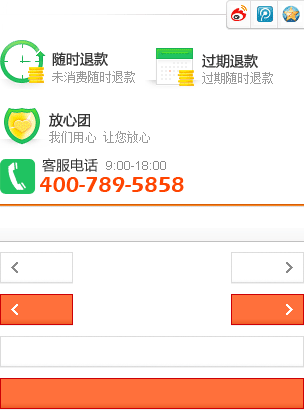 随时退款
未消费随时退款
过期退款
过期随时退款
放心团
我们用心 让您放心
客服电话 9:00-18:00
400-789-5858